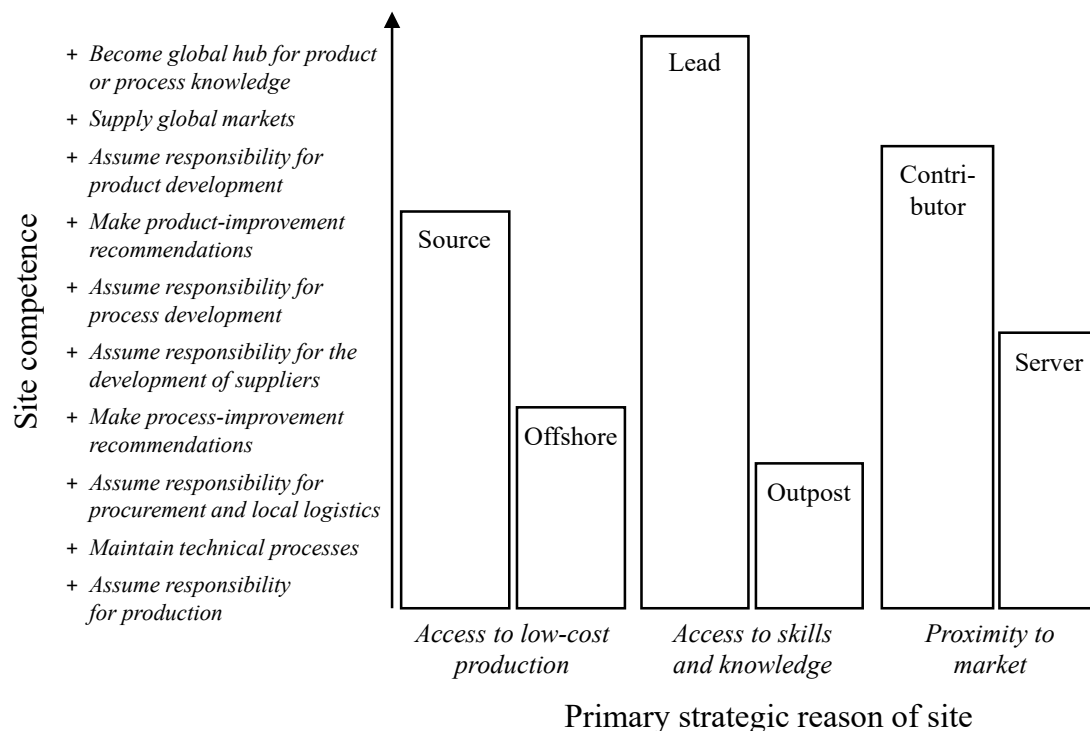 Site competence
+ Become global hub for product
or process knowledge
+ Supply global markets
+ Assume responsibility for
product development
+ Make product-improvement
recommendations
+ Assume responsibility for
process development
+ Assume responsibility for the
development of suppliers
+ Make process-improvement
recommendations
+ Assume responsibility for
procurement and local logistics
+ Maintain technical processes
+ Assume responsibility
for production
Source
Offshore
Lead
Outpost
Contri-
butor
Server
Access to low-cost
production
Access to skills
and knowledge
Proximity to
market
Primary strategic reason of site